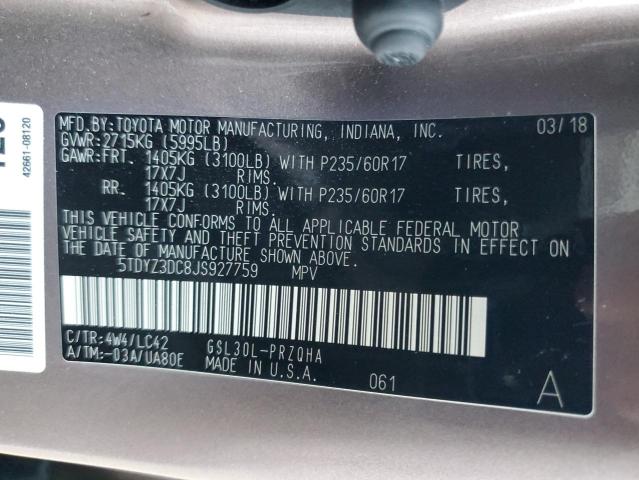 MFD.BY:TOYOTA MOTOR MANUFACTURING, INDIANA, INC. 03/18
GVWR:2715KG (5995LB)
GAWR:FRT. 1405KG (3100LB) WITH P235/60R17 TIRES,
17X7J RIMS.
RR. 1405KG (3100LB) WITH P235/60R17 TIRES,
17X7J RIMS.
THIS VEHICLE CONFORMS TO ALL APPLICABLE FEDERAL MOTOR
VEHICLE SAFETY AND THEFT PREVENTION STANDARDS IN EFFECT ON
THE DATE OF MANUFACTURE SHOWN ABOVE.
5TDYZ3DC8JS927759 MPV
C/TR:4W4/LC42 GSL30L-PRZQHA
A/TM:-03A/UA80E MADE IN U.S.A. 061 A
42661-08120